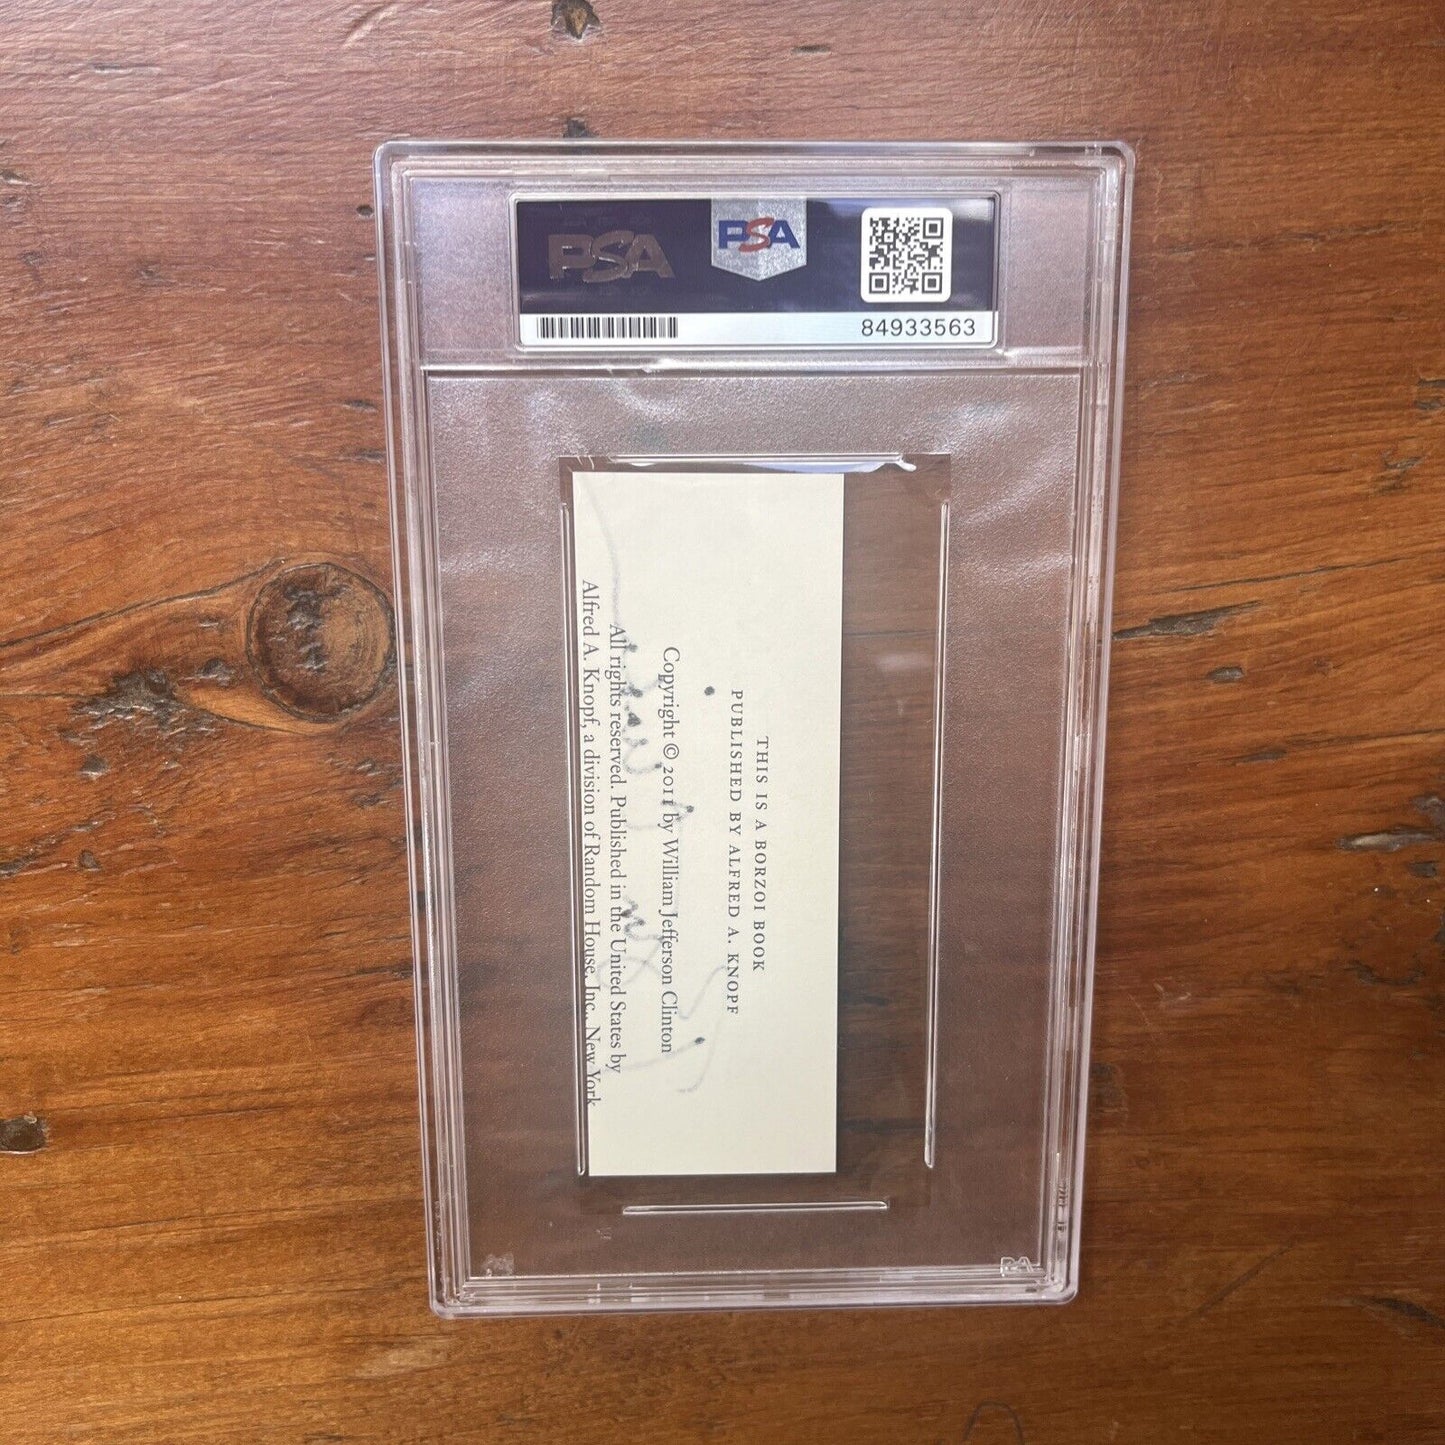 PSA
PSA
84933563
THIS IS A BORZOI BOOK
PUBLISHED BY ALFRED A. KNOPF
Copyright © 2011 by William Jefferson Clinton
All rights reserved. Published in the United States by
Alfred A. Knopf, a division of Random House, Inc., New York